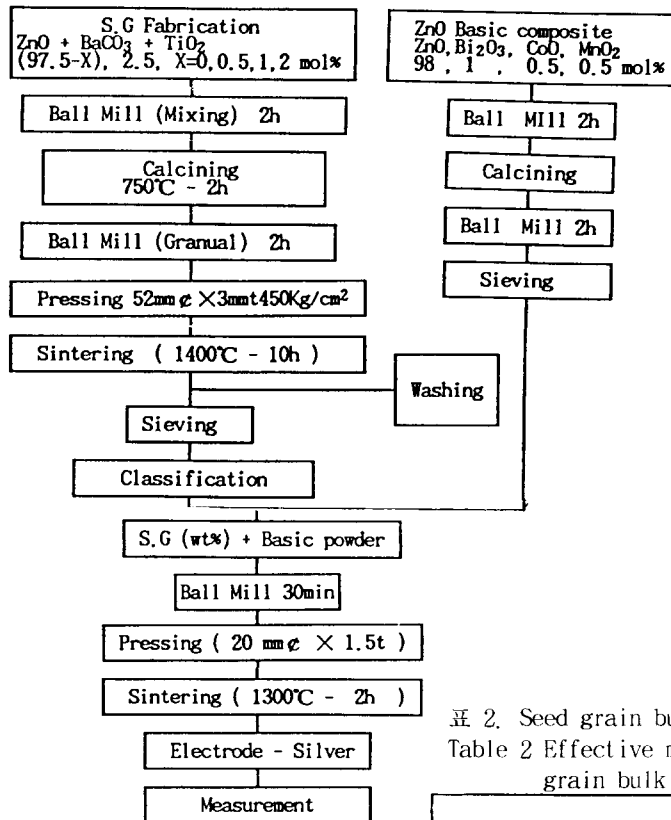 S.G Fabrication
ZnO + BaCO₃ + TiO₂
(97.5-X), 2.5, X=0,0.5,1,2 mol%
Ball Mill (Mixing) 2h
Calcining
750℃ - 2h
Ball Mill (Granual) 2h
Pressing 52mm¢×3mmt450Kg/cm²
Sintering ( 1400℃ - 10h )
Washing
Sieving
Classification
ZnO Basic composite
ZnO,Bi₂O₃, CoO, MnO₂
98 , 1 , 0.5, 0.5 mol%
Ball MIll 2h
Calcining
Ball Mill 2h
Sieving
S.G (wt%) + Basic powder
Ball Mill 30min
Pressing ( 20 mm¢ × 1.5t )
Sintering ( 1300℃ - 2h )
Electrode - Silver
Measurement
표 2. Seed grain bu
Table 2 Effective
grain bulk